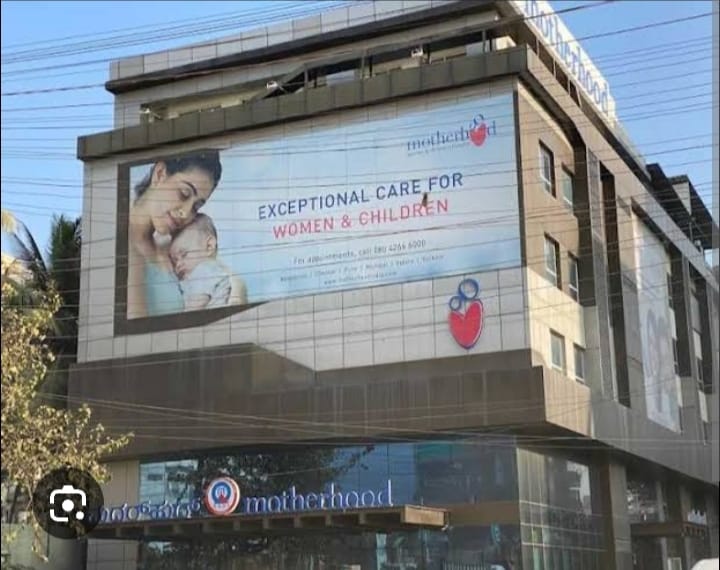 motherhood
motherhood
EXCEPTIONAL CARE FOR
WOMEN & CHILDREN
For appointments, call 080 4266 6000
motherhood